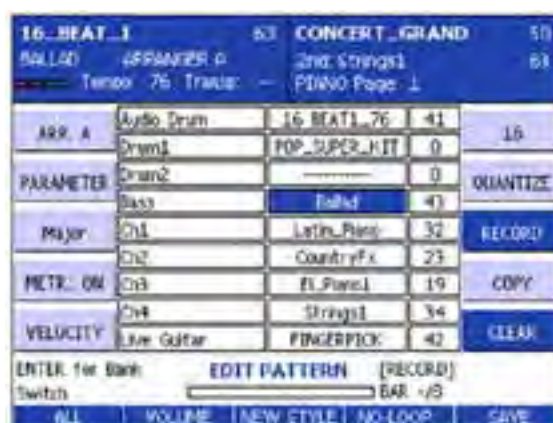 16_BEAT_1 63 CONCERT_GRAND 50
BALLAD ARRANGER A 2nd: Strings1 63
Tempo 76 Trans: -- PIANO Page 1
ARR. A
PARAMETER
Major
METR.: ON
VELOCITY
Audio Drum 16_BEAT1_76 41
Drum1 POP_SUPER_KIT 0
Drum2 ---------- 0
Bass 43
Ch1 Latin_Piano 32
Ch2 CountryFx 23
Ch3 El_Piano1 19
Ch4 Strings1 34
Live Guitar FINGERPICK 42
16
QUANTIZE
RECORD
COPY
CLEAR
ENTER for Bank EDIT PATTERN [RECORD]
Switch BAR -/8
ALL VOLUME NEW STYLE NO-LOOP SAVE